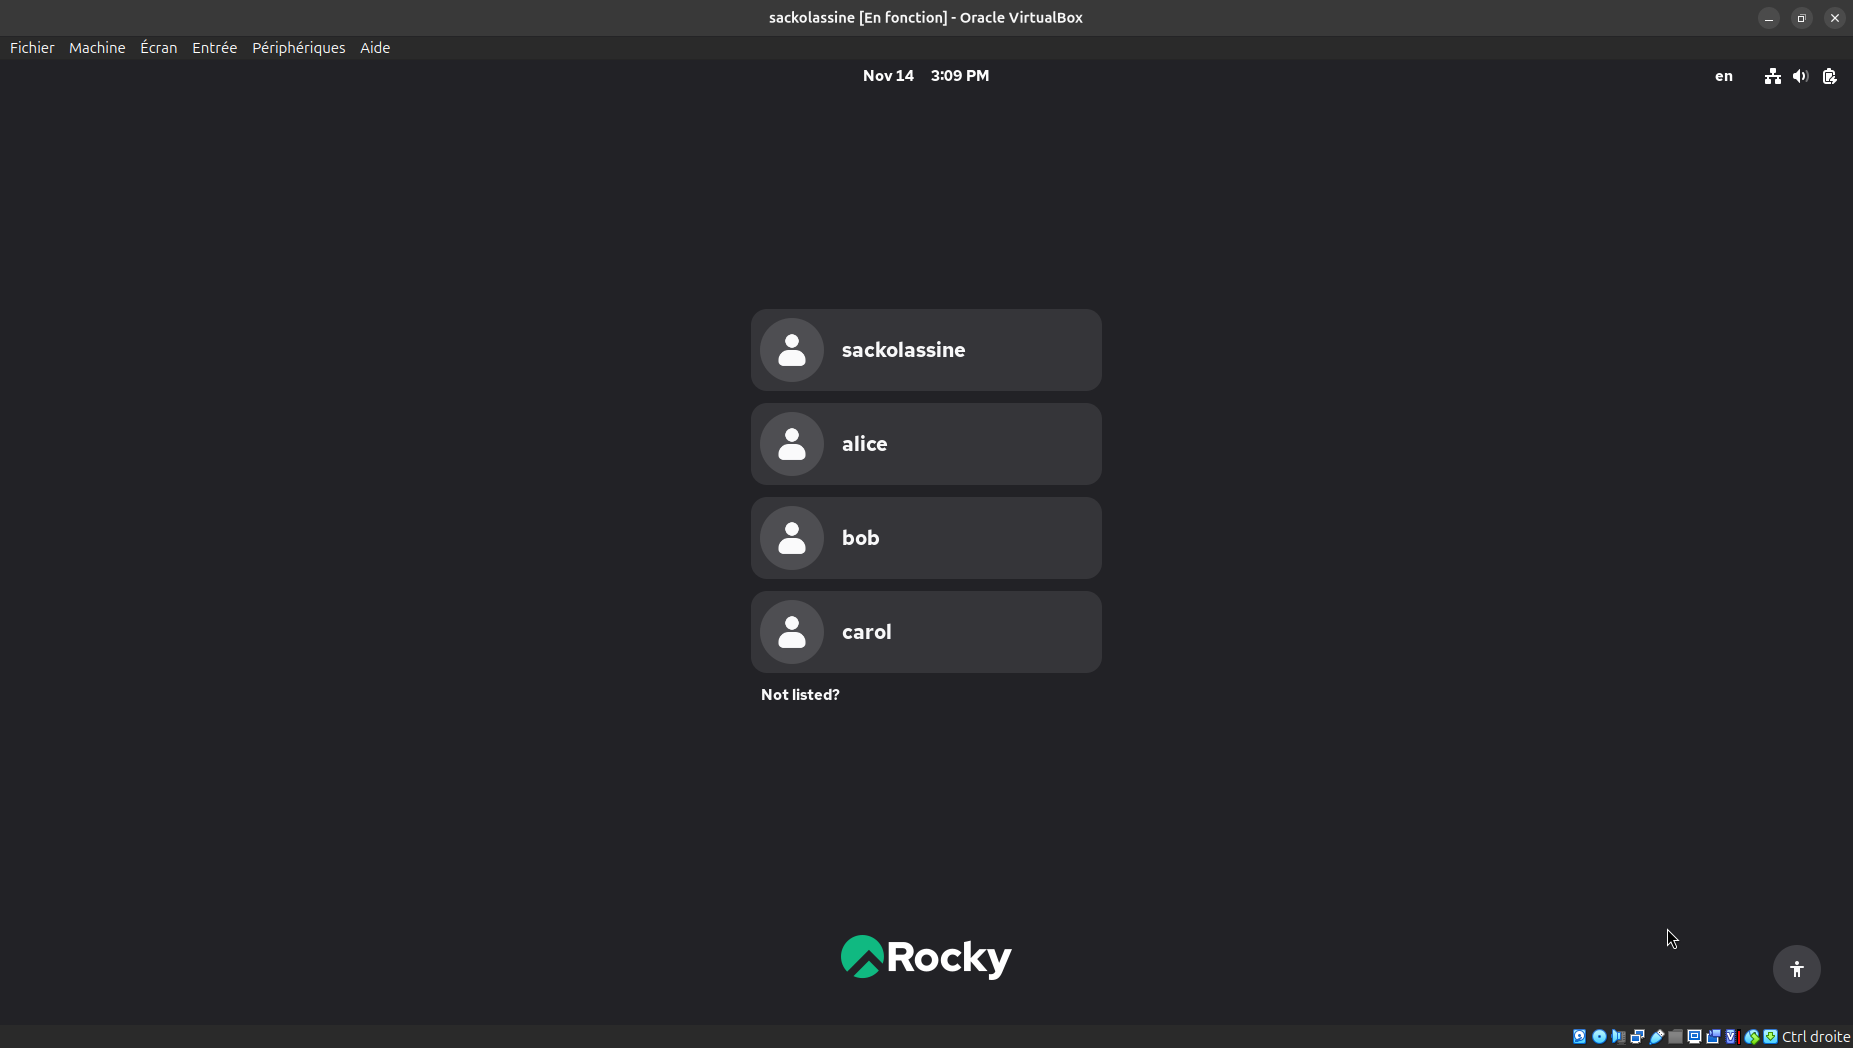 sackolassine [En fonction] - Oracle VirtualBox
Fichier Machine Écran Entrée Périphériques Aide
Nov 14 3:09 PM en
sackolassine
alice
bob
carol
Not listed?
Rocky
Ctrl droite